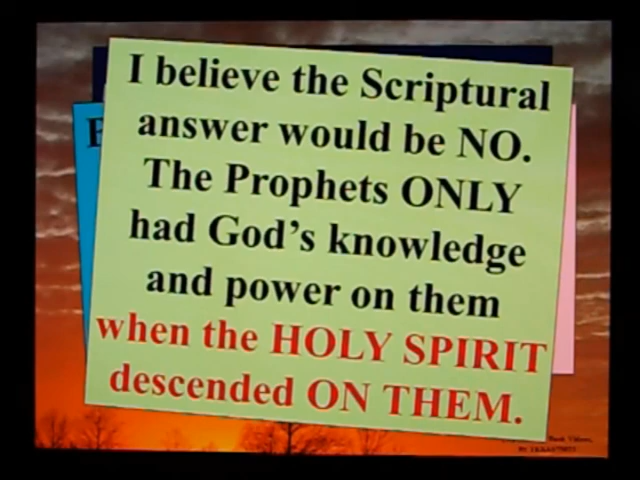 I believe the Scriptural
answer would be NO.
The Prophets ONLY
had God's knowledge
and power on them
when the HOLY SPIRIT
descended ON THEM.